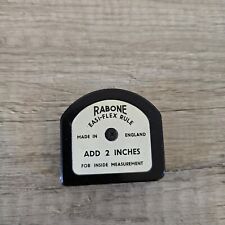 RABONE
EASI-FLEX RULE
MADE IN ENGLAND
ADD 2 INCHES
FOR INSIDE MEASUREMENT